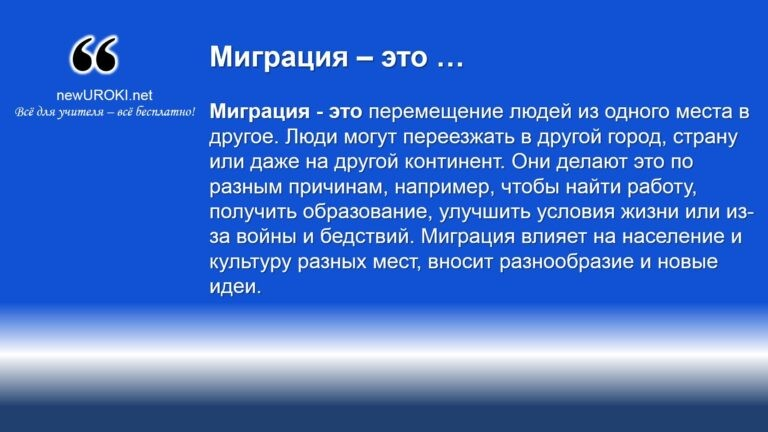 ❝
newUROKI.net
Всё для учителя – всё бесплатно!
Миграция – это …
Миграция - это перемещение людей из одного места в
другое. Люди могут переезжать в другой город, страну
или даже на другой континент. Они делают это по
разным причинам, например, чтобы найти работу,
получить образование, улучшить условия жизни или из-
за войны и бедствий. Миграция влияет на население и
культуру разных мест, вносит разнообразие и новые
идеи.